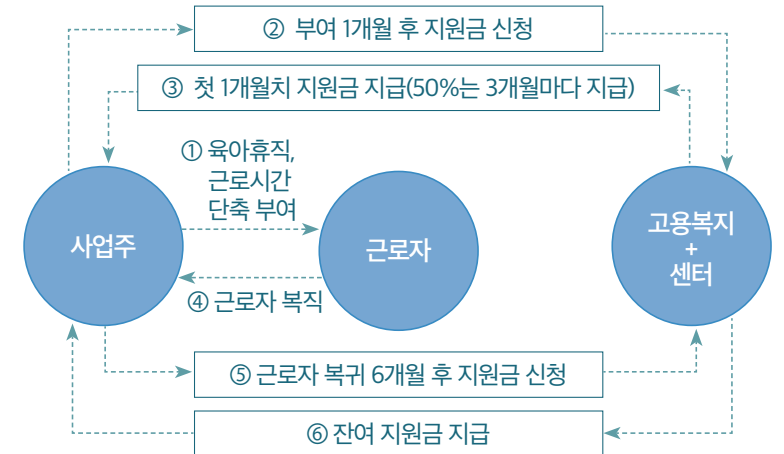 ② 부여 1개월 후 지원금 신청
③ 첫 1개월치 지원금 지급(50%는 3개월마다 지급)
① 육아휴직,
근로시간
단축 부여
사업주
근로자
고용복지
+
센터
④ 근로자 복직
⑤ 근로자 복귀 6개월 후 지원금 신청
⑥ 잔여 지원금 지급